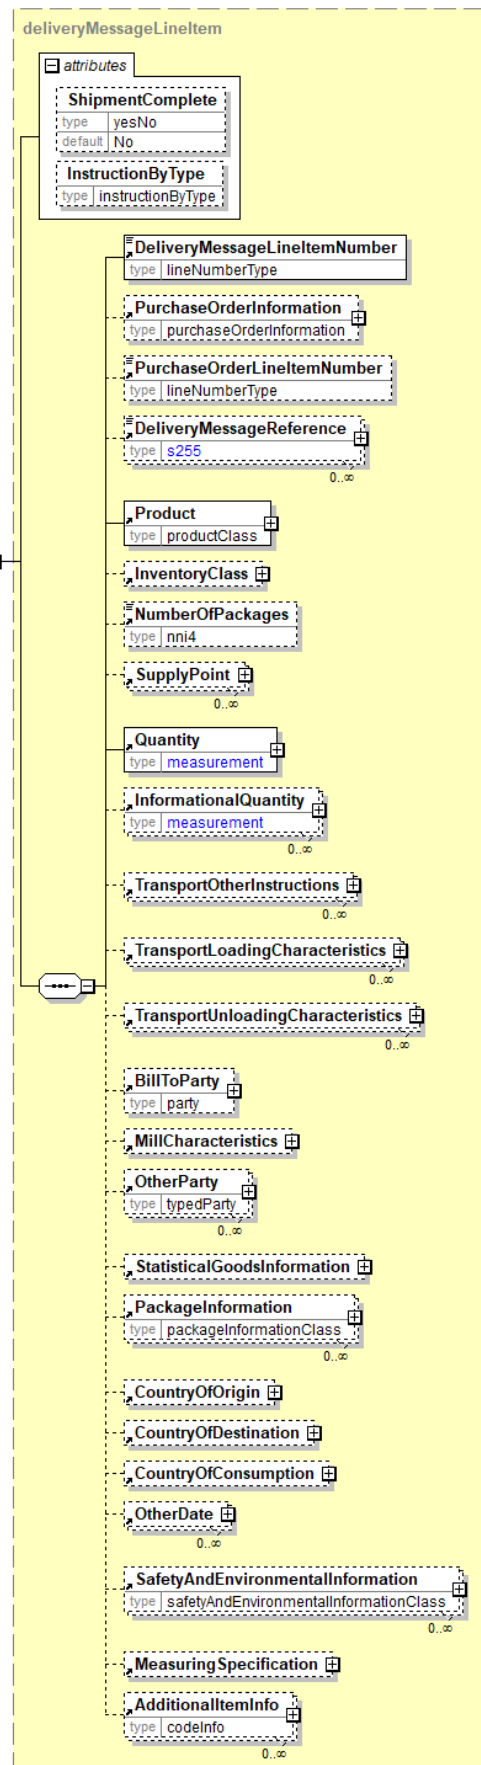 deliveryMessageLineItem
attributes
ShipmentComplete
type yesNo
default No
InstructionByType
type instructionByType
DeliveryMessageLineItemNumber
type lineNumberType
PurchaseOrderInformation
type purchaseOrderInformation
PurchaseOrderLineItemNumber
type lineNumberType
DeliveryMessageReference
type s255
0..∞
Product
type productClass
InventoryClass
NumberOfPackages
type nni4
SupplyPoint
0..∞
Quantity
type measurement
InformationalQuantity
type measurement
0..∞
TransportOtherInstructions
0..∞
TransportLoadingCharacteristics
0..∞
TransportUnloadingCharacteristics
0..∞
BillToParty
type party
MillCharacteristics
OtherParty
type typedParty
0..∞
StatisticalGoodsInformation
PackageInformation
type packageInformationClass
0..∞
CountryOfOrigin
CountryOfDestination
CountryOfConsumption
OtherDate
0..∞
SafetyAndEnvironmentalInformation
type safetyAndEnvironmentalInformationClass
0..∞
MeasuringSpecification
AdditionalItemInfo
type codeInfo
0..∞